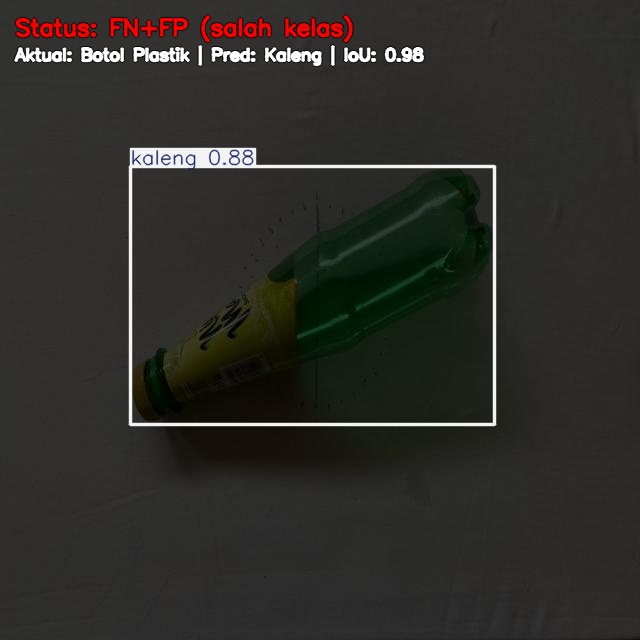 Status: FN+FP (salah kelas)
Aktual: Botol Plastik | Pred: Kaleng | IoU: 0.98
kaleng 0.88